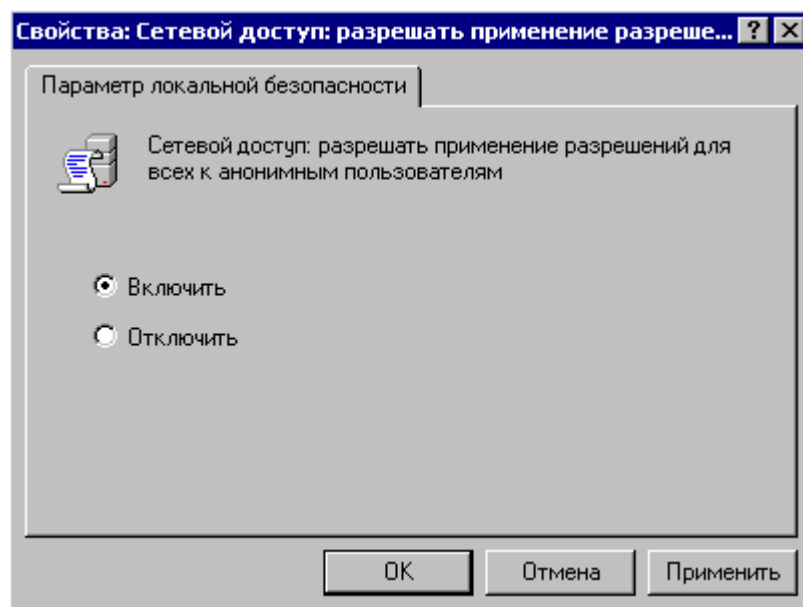 Свойства: Сетевой доступ: разрешать применение разреше...
Параметр локальной безопасности
Сетевой доступ: разрешать применение разрешений для
всех к анонимным пользователям
Включить
Отключить
OK
Отмена
Применить